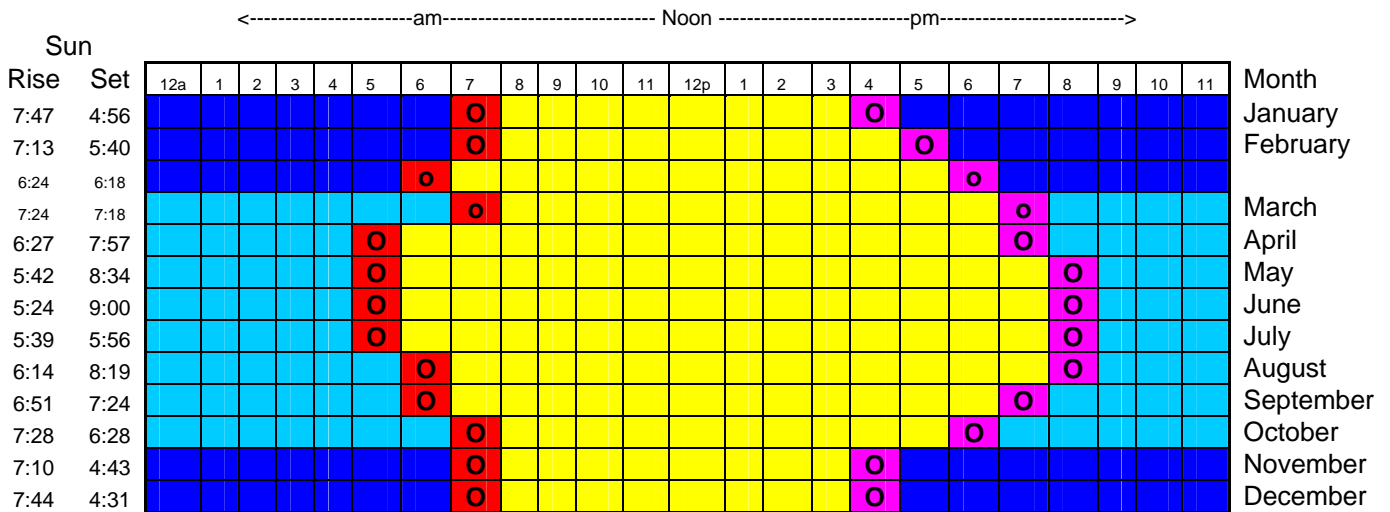 <-----------------------am------------------------------ Noon ---------------------------pm-------------------------->
Sun
Rise Set 12a 1 2 3 4 5 6 7 8 9 10 11 12p 1 2 3 4 5 6 7 8 9 10 11 Month
7:47 4:56 O O January
7:13 5:40 O O February
6:24 6:18 o o
7:24 7:18 o o March
6:27 7:57 O O April
5:42 8:34 O O May
5:24 9:00 O O June
5:39 5:56 O O July
6:14 8:19 O O August
6:51 7:24 O O September
7:28 6:28 O O October
7:10 4:43 O O November
7:44 4:31 O O December